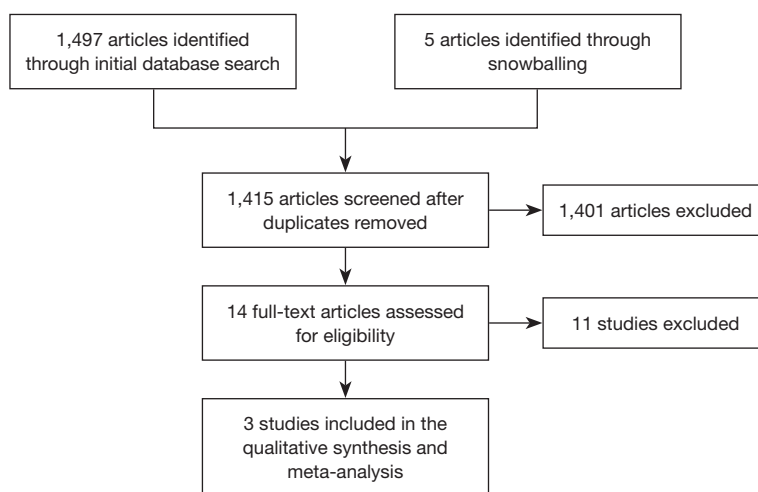 1,497 articles identified
through initial database search
5 articles identified through
snowballing
1,415 articles screened after
duplicates removed
1,401 articles excluded
14 full-text articles assessed
for eligibility
11 studies excluded
3 studies included in the
qualitative synthesis and
meta-analysis